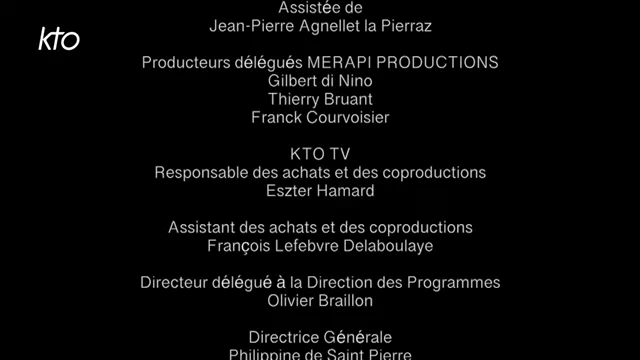 kto
Assistée de
Jean-Pierre Agnellet la Pierraz
Producteurs délégués MERAPI PRODUCTIONS
Gilbert di Nino
Thierry Bruant
Franck Courvoisier
KTO TV
Responsable des achats et des coproductions
Eszter Hamard
Assistant des achats et des coproductions
François Lefebvre Delaboulaye
Directeur délégué à la Direction des Programmes
Olivier Braillon
Directrice Générale
Philippine de Saint Pierre